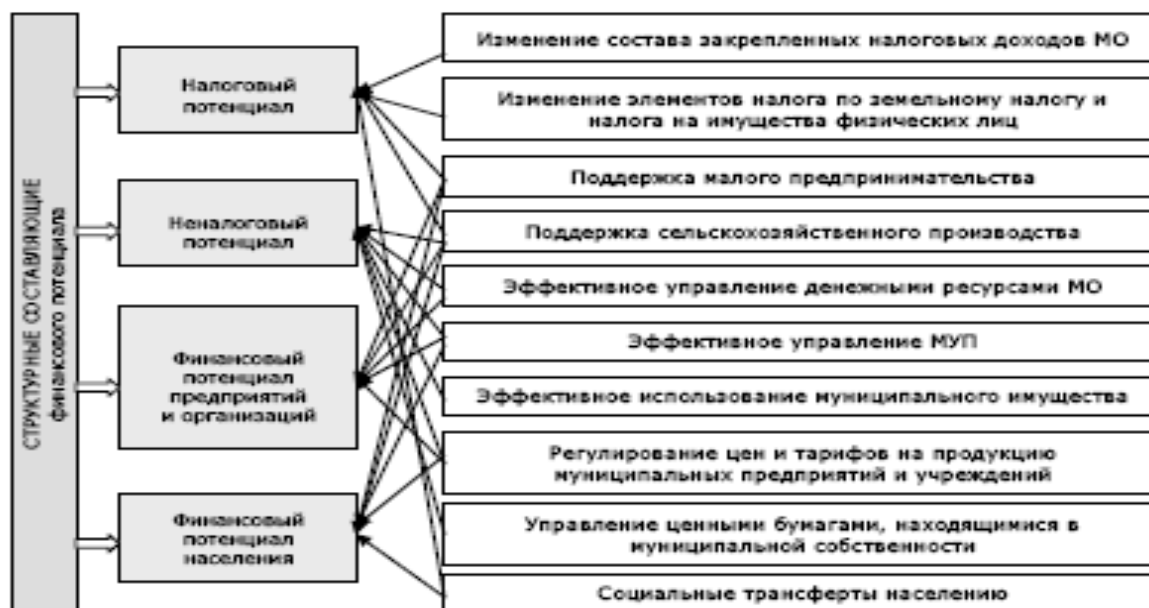 СТРУКТУРНЫЕ СОСТАВЛЯЮЩИЕ
финансового потенциала
Налоговый
потенциал
Неналоговый
потенциал
Финансовый
потенциал
предприятий
и организаций
Финансовый
потенциал
населения
Изменение состава закрепленных налоговых доходов МО
Изменение элементов налога по земельному налогу и
налога на имущества физических лиц
Поддержка малого предпринимательства
Поддержка сельскохозяйственного производства
Эффективное управление денежными ресурсами МО
Эффективное управление МУП
Эффективное использование муниципального имущества
Регулирование цен и тарифов на продукцию
муниципальных предприятий и учреждений
Управление ценными бумагами, находящимися в
муниципальной собственности
Социальные трансферты населению